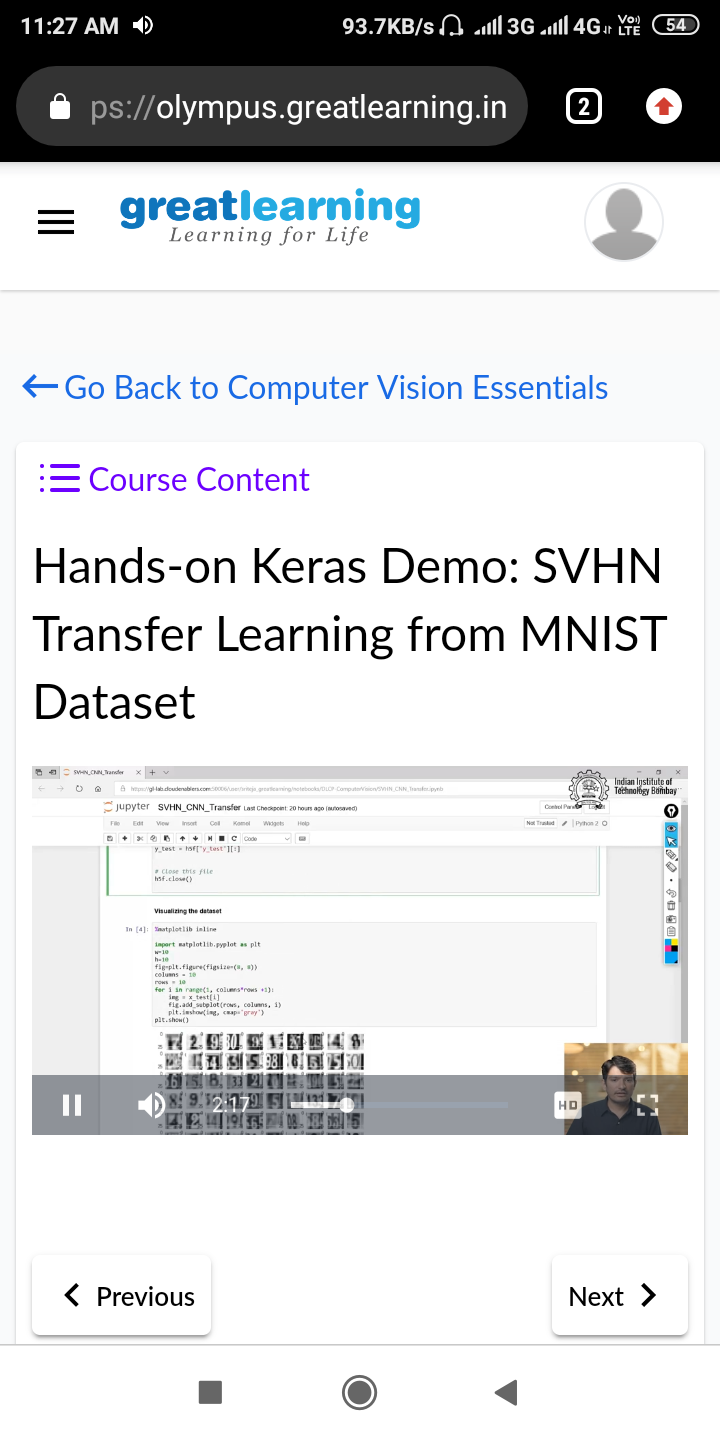 11:27 AM 93.7KB/s 3G 4G Vo) LTE 54
ps://olympus.greatlearning.in 2
greatlearning
Learning for Life
Go Back to Computer Vision Essentials
Course Content
Hands-on Keras Demo: SVHN
Transfer Learning from MNIST
Dataset
SVHN_CNN_Transfer
Indian Institute of
Technology Bombay
jupyter SVHN_CNN_Transfer Last Checkpoint: 20 hours ago (autosaved)
File Edit View Insert Cell Kernel Widgets Help
Not Trusted Python 2
Code
y_test = h5f['y_test'][:]
# Close this file
h5f.close()
Visualizing the dataset
In [4]: %matplotlib inline
import matplotlib.pyplot as plt
w=10
h=10
fig=plt.figure(figsize=(8, 8))
columns = 10
rows = 10
for i in range(1, columns*rows +1):
img = x_test[i]
fig.add_subplot(rows, columns, i)
plt.imshow(img, cmap='gray')
plt.show()
2:17 HD
Previous Next